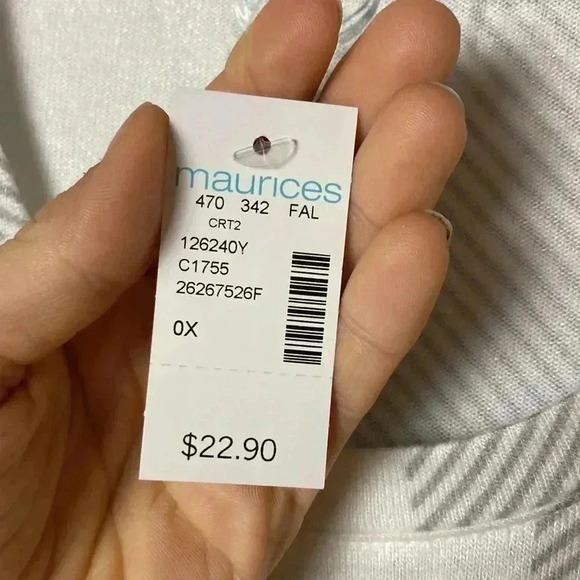 maurices
470 342 FAL
CRT2
126240Y
C1755
26267526F
0X
$22.90